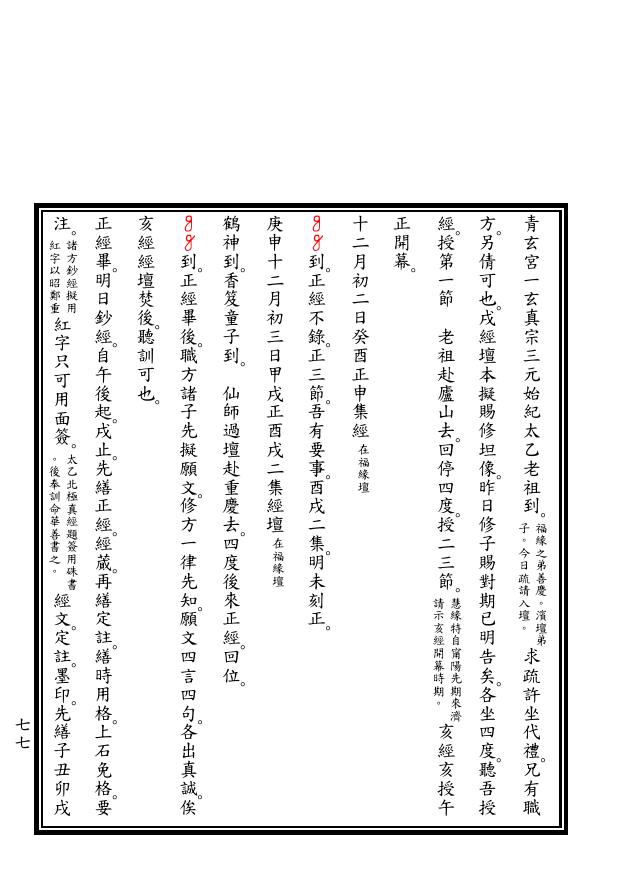 青玄宮一玄真宗三元始紀太乙老祖到。福緣之弟善慶。濱壇弟子。今日疏請入壇。求疏許坐代禮。兄有職
方。另倩可也。戌經壇本擬賜修坦像。昨日修子賜對期已明告矣。各坐四度。聽吾授
經。授第一節　老祖赴廬山去。回停四度。授二三節。慧緣特自甯陽先期來濟請示亥經開幕時期。亥經亥授午
正開幕。
十二月初二日癸酉正申集經在福緣壇
到。正經不錄。正三節。吾有要事。酉戌二集。明未刻正。
庚申十二月初三日甲戌正酉戌二集經壇在福緣壇
鶴神到。香笈童子到。　仙師過壇赴重慶去。四度後來正經。回位。
到。正經畢後。職方諸子先擬願文。修方一律先知。願文四言四句。各出真誠。俟
亥經經壇焚後。聽訓可也。
正經畢。明日鈔經。自午後起。戌止。先繕正經。經葳。再繕定註。繕時用格。上石免格。要
注。諸方鈔經擬用紅字以昭鄭重紅字只可用面簽。太乙北極真經題簽用硃書。後奉訓命華善書之。經文。定註。墨印。先繕子丑卯戌
七七